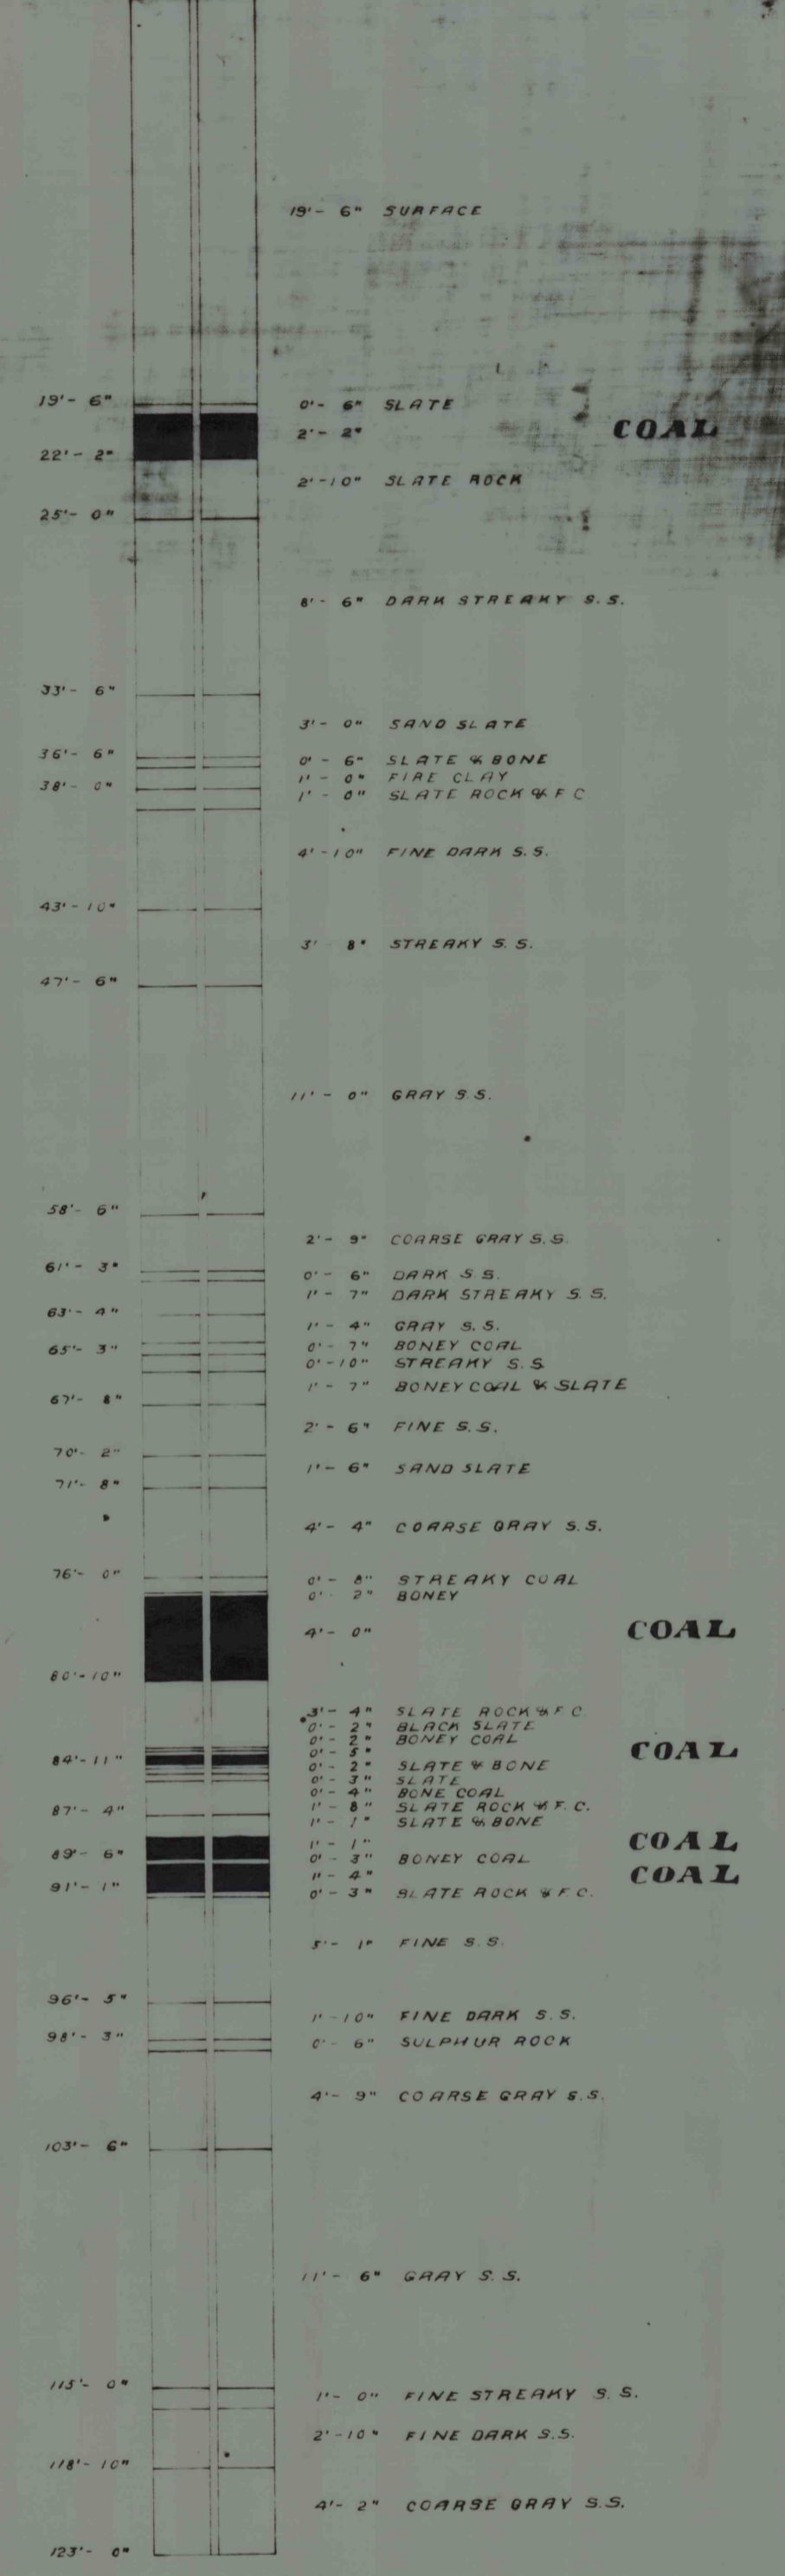 19'- 6" SURFACE
19'- 6"
0'- 6" SLATE
2'- 2" COAL
22'- 2"
2'-10" SLATE ROCK
25'- 0"
8'- 6" DARK STREAKY S.S.
33'- 6"
3'- 0" SAND SLATE
36'- 6"
0'- 6" SLATE & BONE
1'- 0" FIRE CLAY
38'- 0"
1'- 0" SLATE ROCK & F C
4'-10" FINE DARK S.S.
43'-10"
3' 8" STREAKY S.S.
47'- 6"
11'- 0" GRAY S.S.
58'- 6"
2'- 9" COARSE GRAY S.S.
61'- 3"
0'- 6" DARK S.S.
1'- 7" DARK STREAKY S.S.
63'- 4"
1'- 4" GRAY S.S.
65'- 3"
0'- 7" BONEY COAL
0'-10" STREAKY S.S.
1'- 7" BONEY COAL & SLATE
67'- 8"
2'- 6" FINE S.S.
70'- 2"
1'- 6" SAND SLATE
71'- 8"
4'- 4" COARSE GRAY S.S.
76'- 0"
0'- 8" STREAKY COAL
0'- 2" BONEY
4'- 0" COAL
80'-10"
3'- 4" SLATE ROCK & F C
0'- 2" BLACK SLATE
0'- 2" BONEY COAL
0'- 5" COAL
84'-11"
0'- 2" SLATE & BONE
0'- 3" SLATE
0'- 4" BONE COAL
1'- 8" SLATE ROCK & F.C.
87'- 4"
1'- 1" SLATE & BONE
1'- 1" COAL
89'- 6"
0'- 3" BONEY COAL
1'- 4" COAL
91'- 1"
0'- 3" SLATE ROCK & F.C.
5'- 1" FINE S.S.
96'- 5"
1'-10" FINE DARK S.S.
98'- 3"
0'- 6" SULPHUR ROCK
4'- 9" COARSE GRAY S.S.
103'- 6"
11'- 6" GRAY S.S.
115'- 0"
1'- 0" FINE STREAKY S.S.
2'-10" FINE DARK S.S.
118'-10"
4'- 2" COARSE GRAY S.S.
123'- 0"